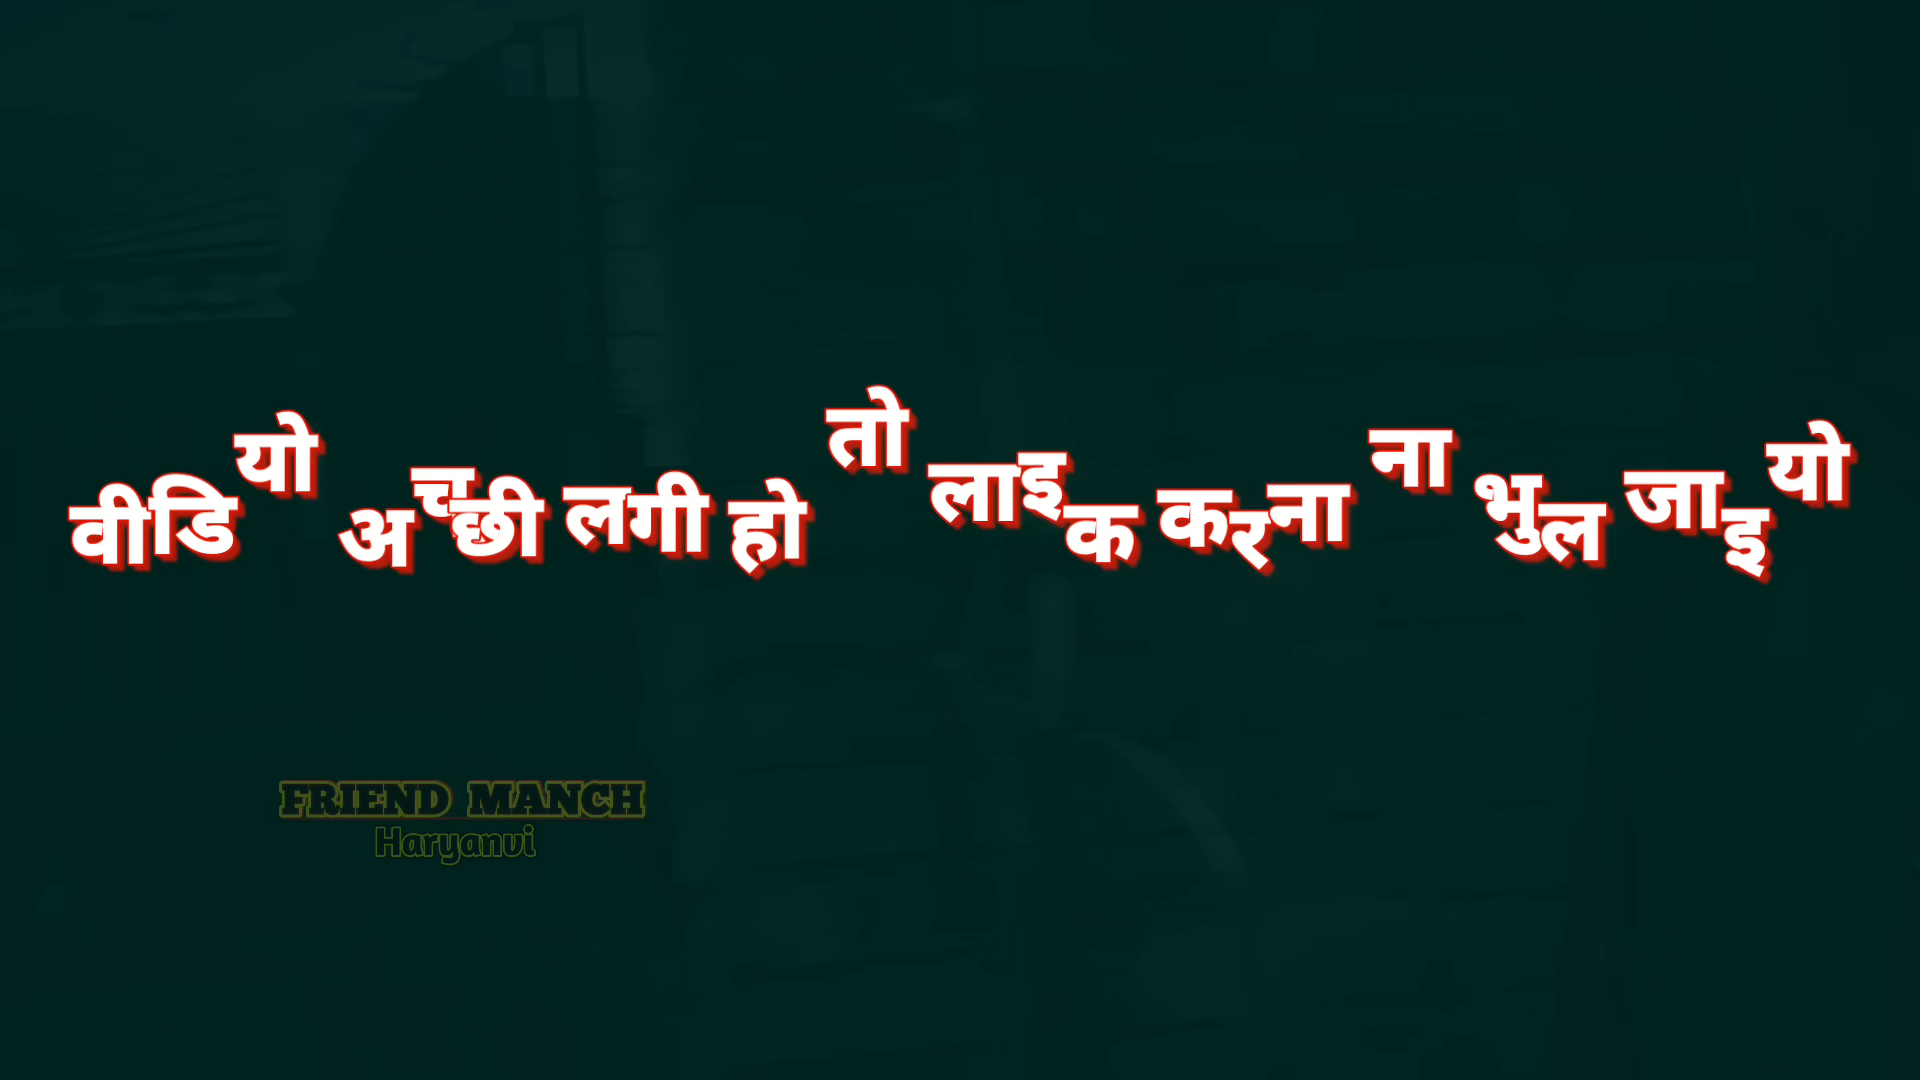 वीडियो अच्छी लगी हो तो लाइक करना ना भुल जाइयो
FRIEND MANCH
Haryanvi